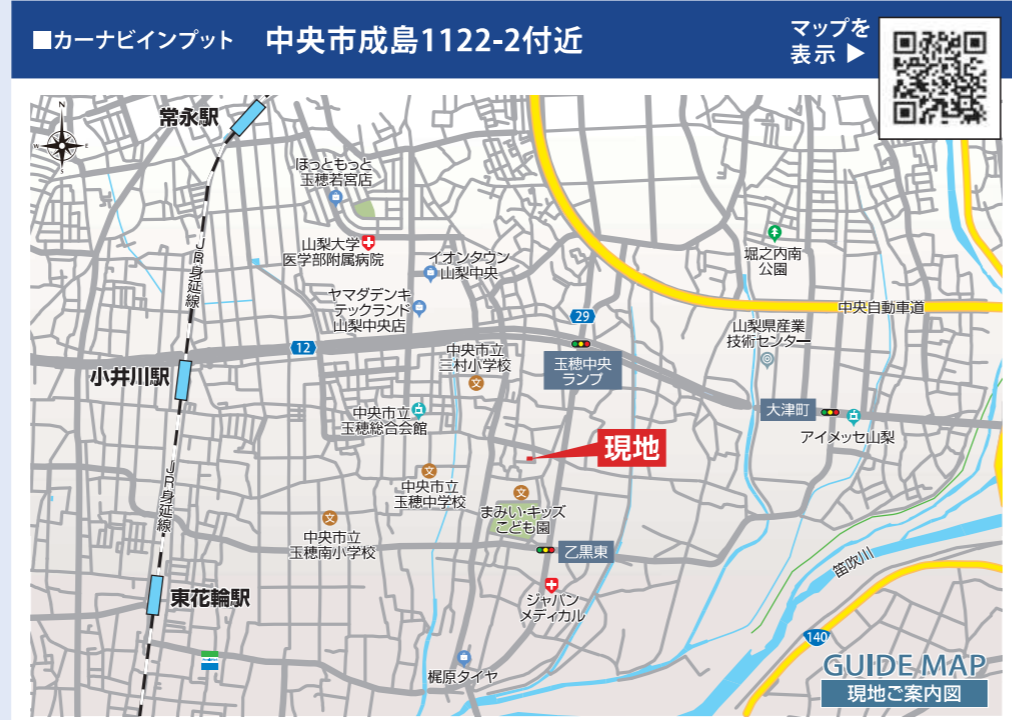 ■カーナビインプット 中央市成島1122-2付近
マップを
表示 ▶
N
W
E
S
常永駅
ほっともっと
玉穂若宮店
山梨大学
医学部附属病院
イオンタウン
山梨中央
JR身延線
ヤマダデンキ
テックランド
山梨中央店
堀之内南
公園
中央自動車道
29
12
山梨県産業
技術センター
中央市立
三村小学校
玉穂中央
ランプ
小井川駅
中央市立
玉穂総合会館
大津町
アイメッセ山梨
現地
文
文
中央市立
玉穂中学校
文
まみい・キッズ
こども園
JR身延線
文
中央市立
玉穂南小学校
乙黒東
笛吹川
東花輪駅
ジャパン
メディカル
140
梶原タイヤ
GUIDE MAP
現地ご案内図